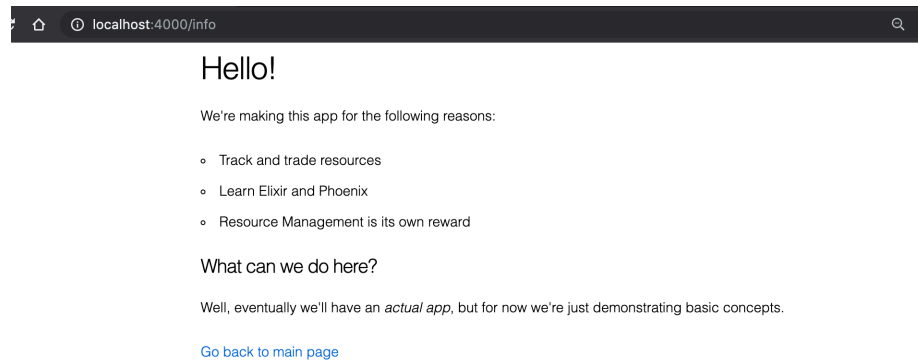 localhost:4000/info
Hello!
We're making this app for the following reasons:
Track and trade resources
Learn Elixir and Phoenix
Resource Management is its own reward
What can we do here?
Well, eventually we'll have an actual app, but for now we're just demonstrating basic concepts.
Go back to main page